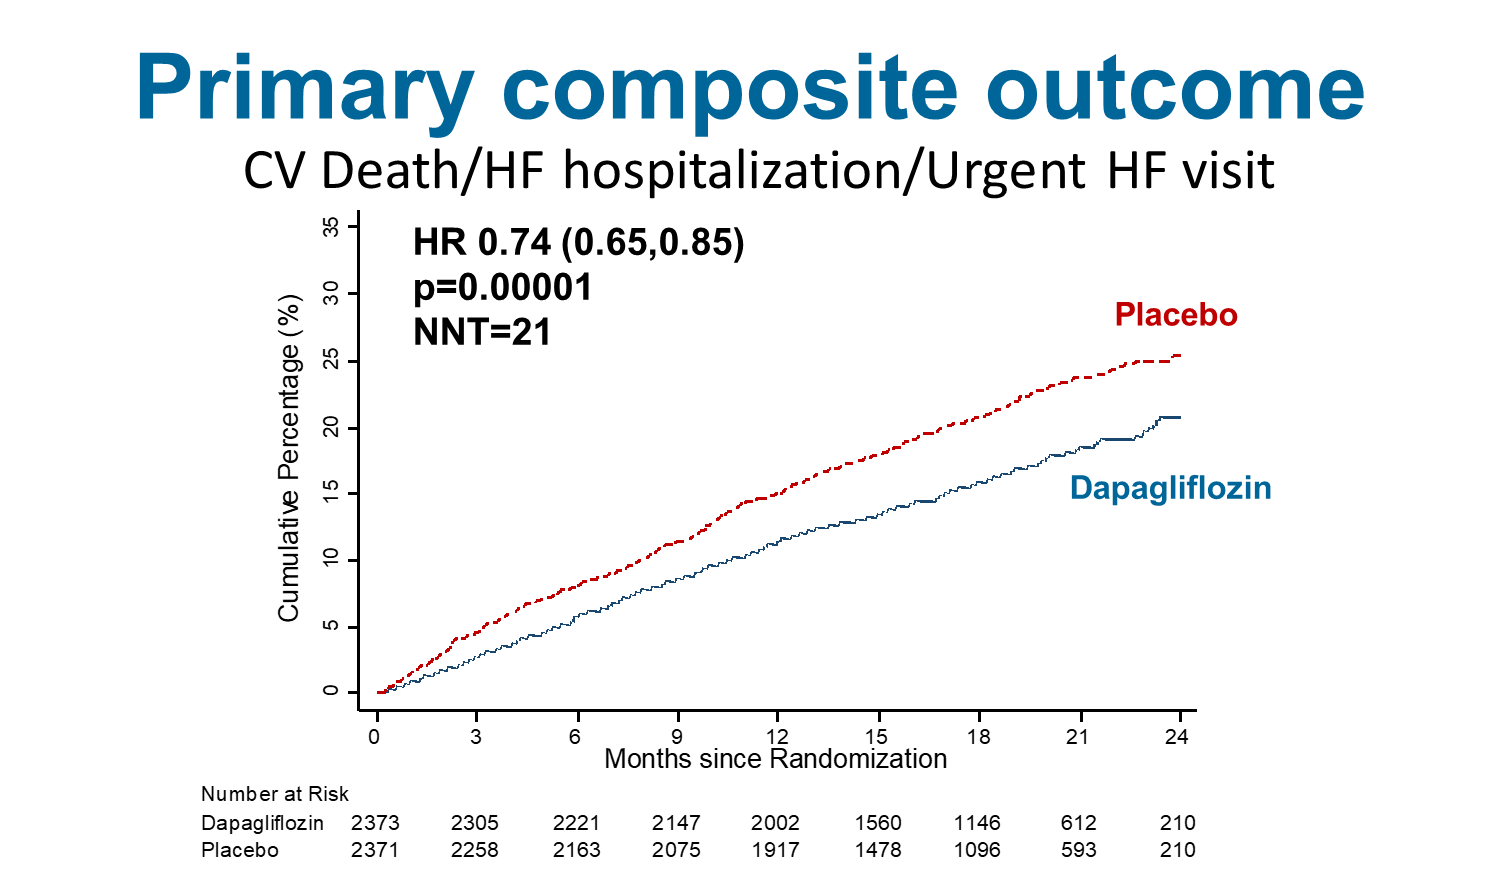 Primary composite outcome
CV Death/HF hospitalization/Urgent HF visit
HR 0.74 (0.65,0.85)
p=0.00001
NNT=21
Placebo
Dapagliflozin
Cumulative Percentage (%)
35
30
25
20
15
10
5
0
0 3 6 9 12 15 18 21 24
Months since Randomization
Number at Risk
Dapagliflozin 2373 2305 2221 2147 2002 1560 1146 612 210
Placebo 2371 2258 2163 2075 1917 1478 1096 593 210